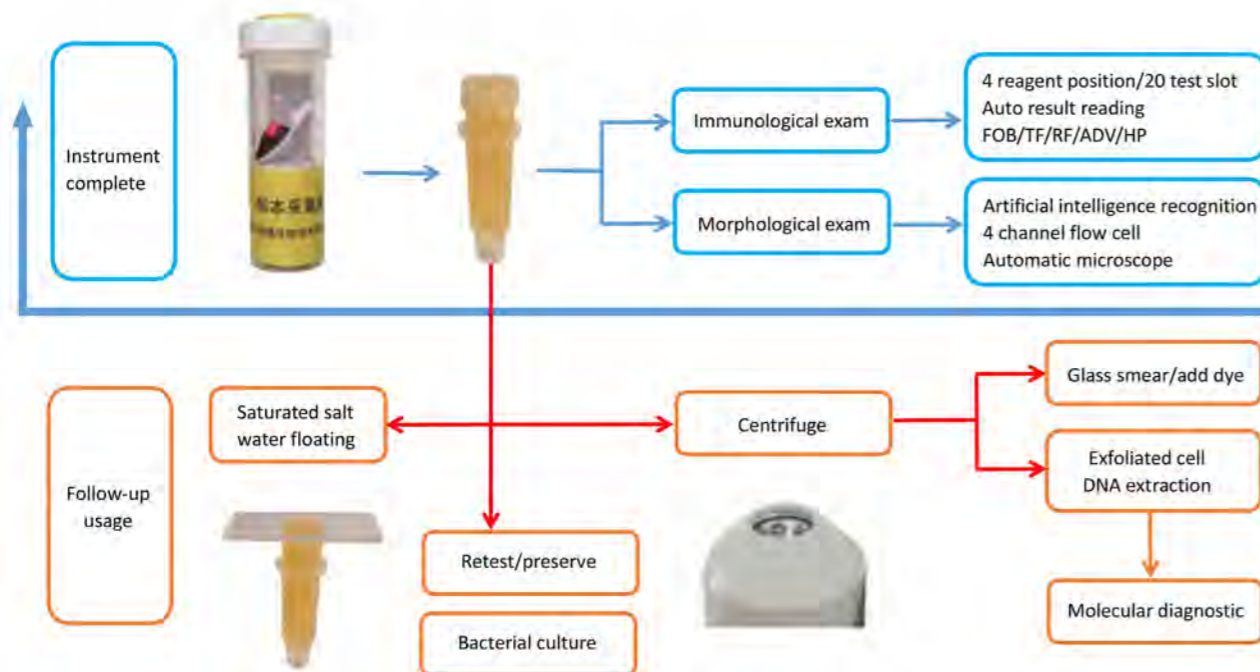 Instrument
complete
Immunological exam
4 reagent position/20 test slot
Auto result reading
FOB/TF/RF/ADV/HP
Morphological exam
Artificial intelligence recognition
4 channel flow cell
Automatic microscope
Follow-up
usage
Saturated salt
water floating
Centrifuge
Glass smear/add dye
Exfoliated cell
DNA extraction
Retest/preserve
Bacterial culture
Molecular diagnostic